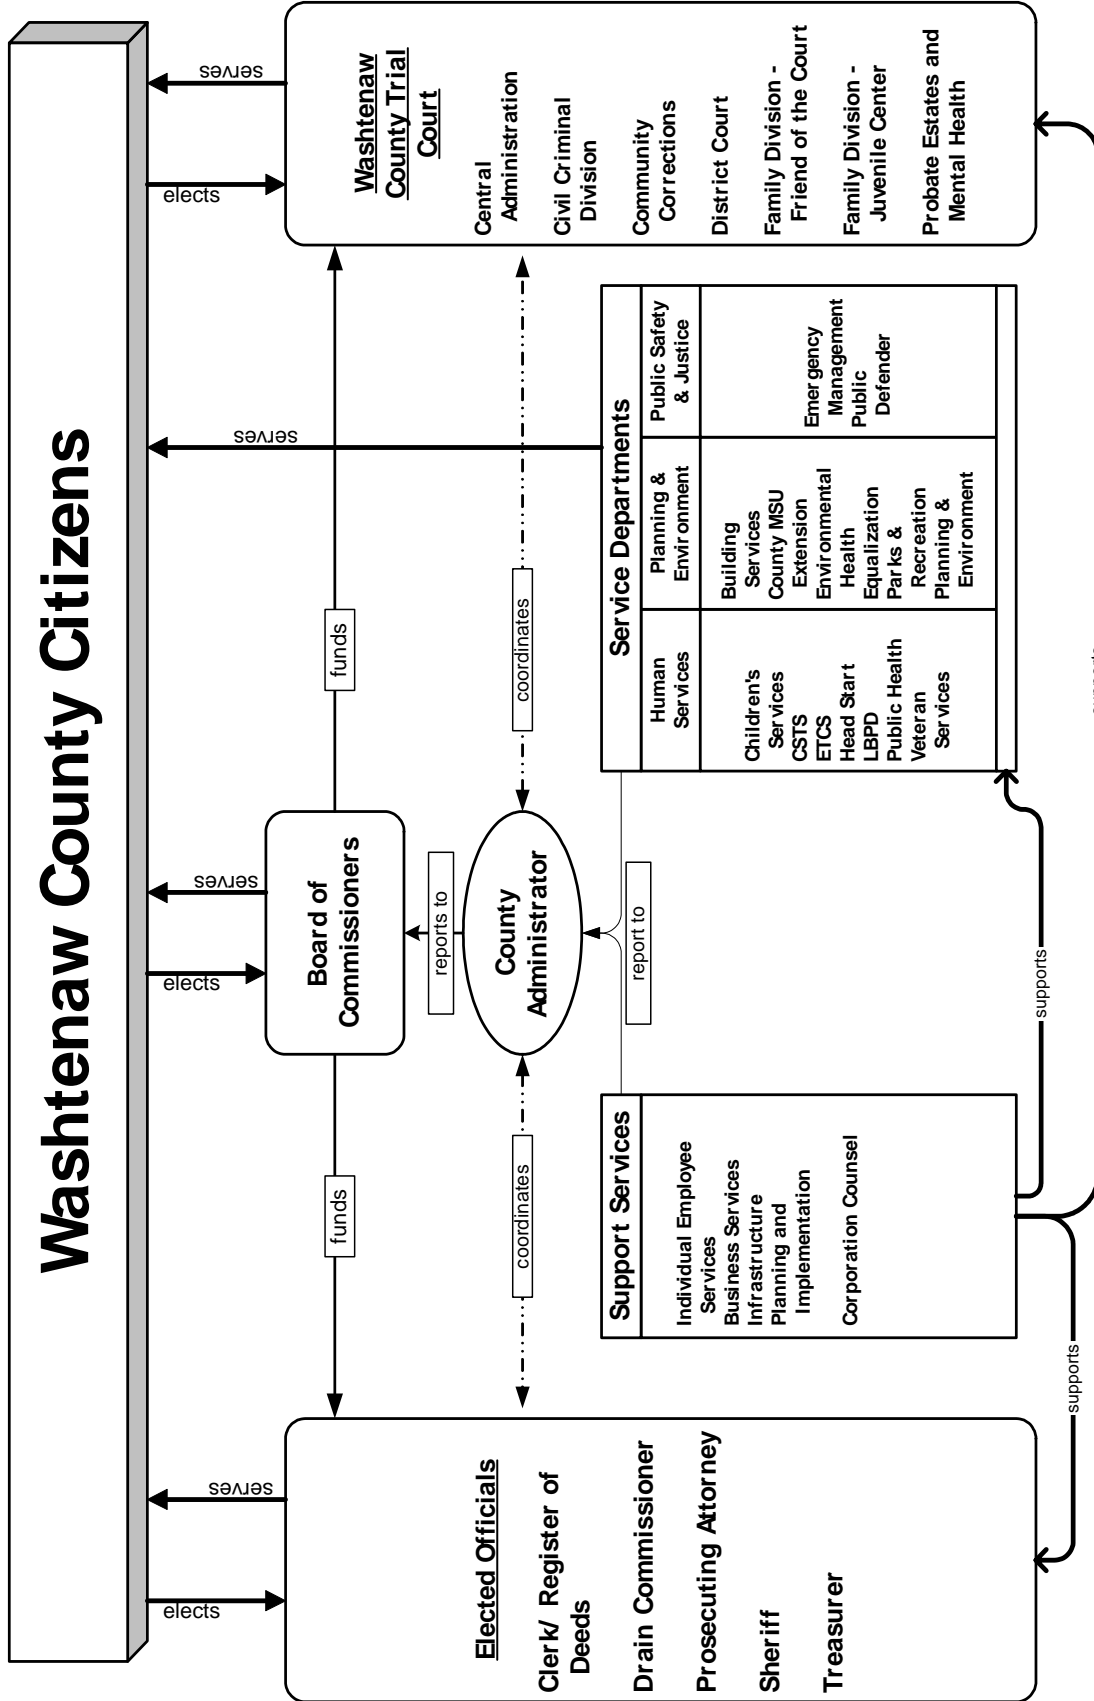 Washtenaw County Citizens
elects
serves
elects
serves
serves
elects
serves
funds
funds
Board of
Commissioners
reports to
County
Administrator
coordinates
coordinates
report to
Elected Officials
Clerk/ Register of
Deeds
Drain Commissioner
Prosecuting Attorney
Sheriff
Treasurer
Support Services
Individual Employee
Services
Business Services
Infrastructure
Planning and
Implementation
Corporation Counsel
Service Departments
Human
Services
Children's
Services
CSTS
ETCS
Head Start
LBPD
Public Health
Veteran
Services
Planning &
Environment
Building
Services
County MSU
Extension
Environmental
Health
Equalization
Parks &
Recreation
Planning &
Environment
Public Safety
& Justice
Emergency
Management
Public
Defender
Washtenaw
County Trial
Court
Central
Administration
Civil Criminal
Division
Community
Corrections
District Court
Family Division -
Friend of the Court
Family Division -
Juvenile Center
Probate Estates and
Mental Health
supports
supports